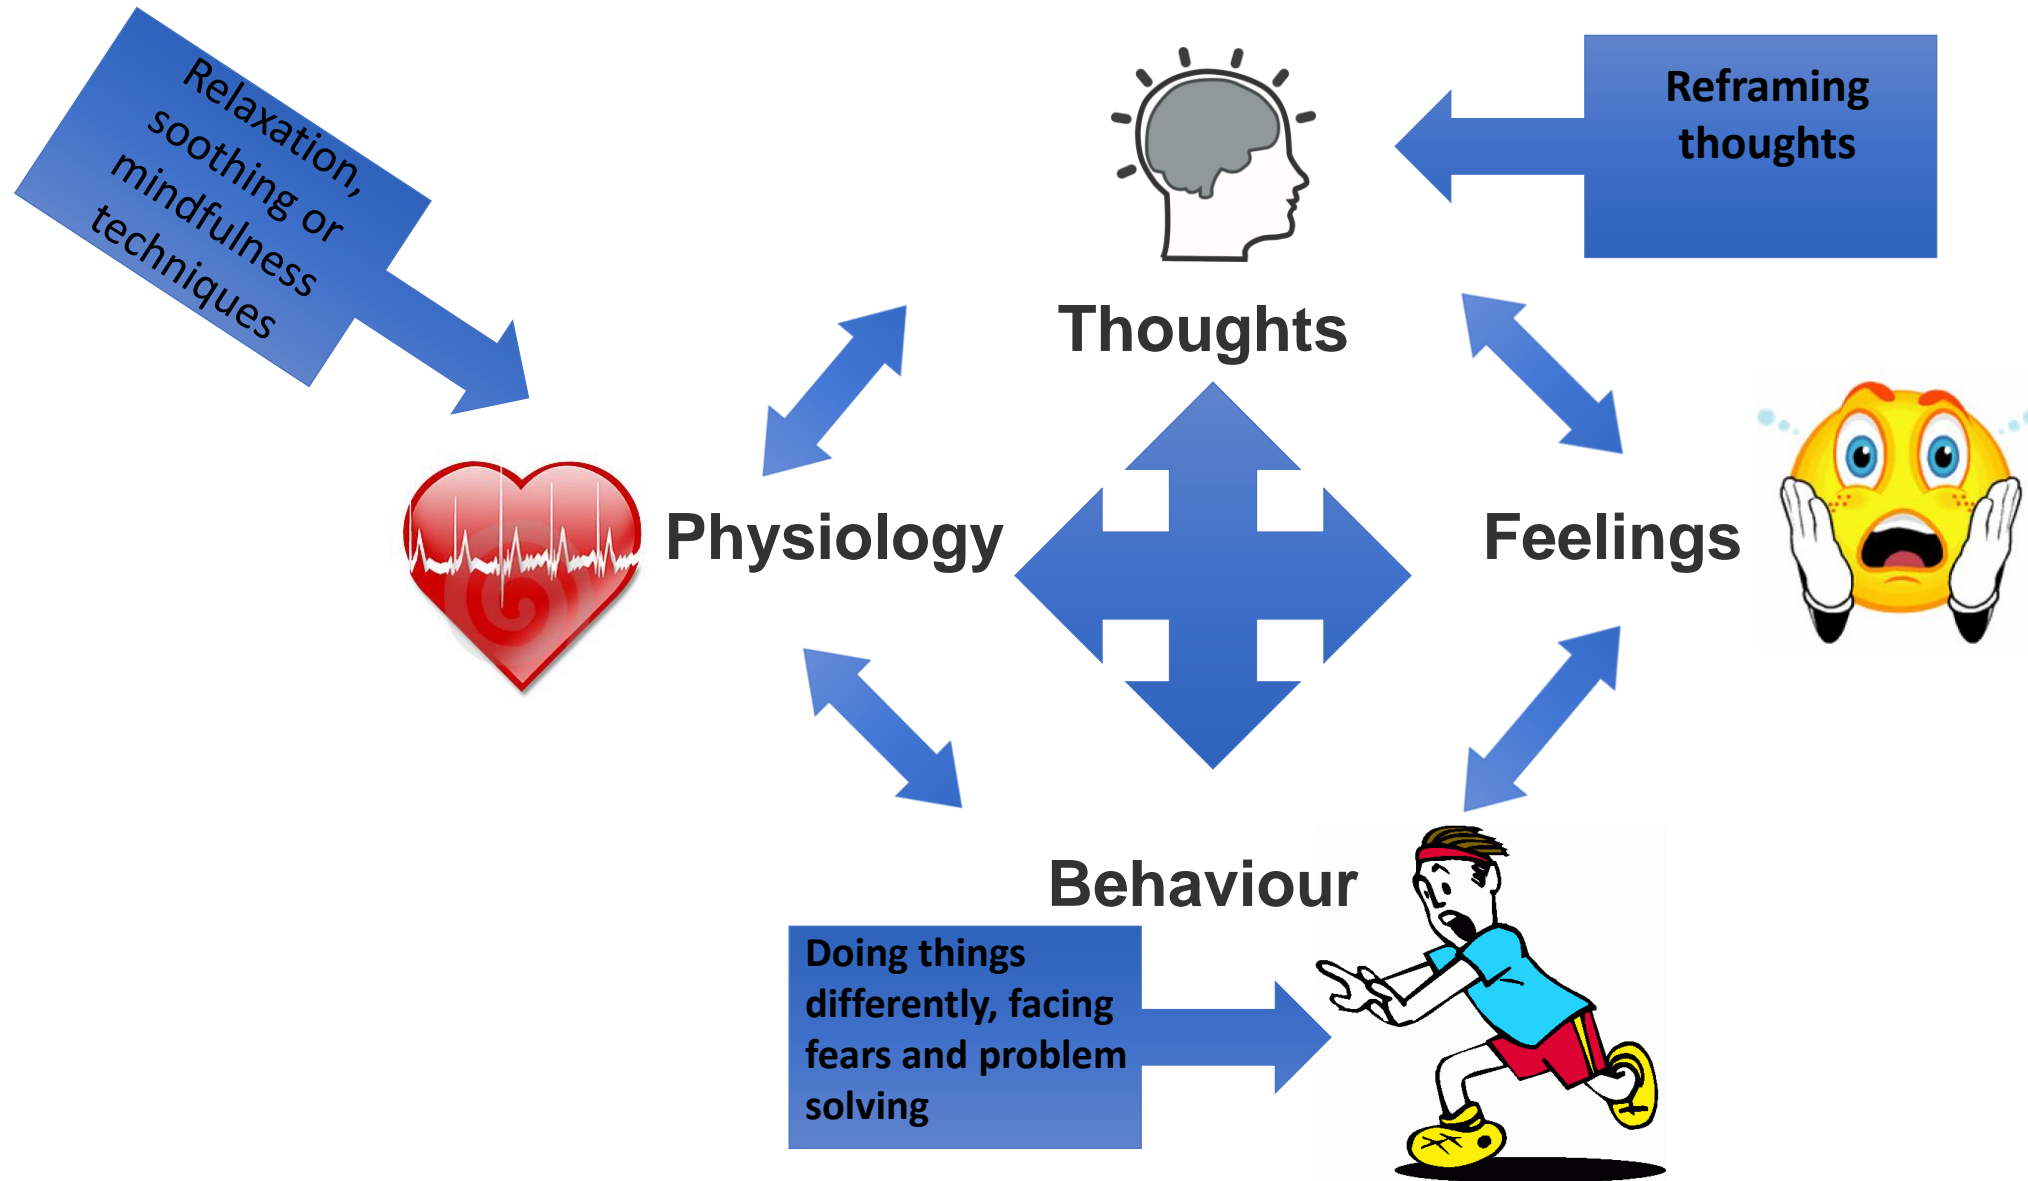 Relaxation,
soothing or
mindfulness
techniques
Reframing
thoughts
Thoughts
Physiology
Feelings
Behaviour
Doing things
differently, facing
fears and problem
solving